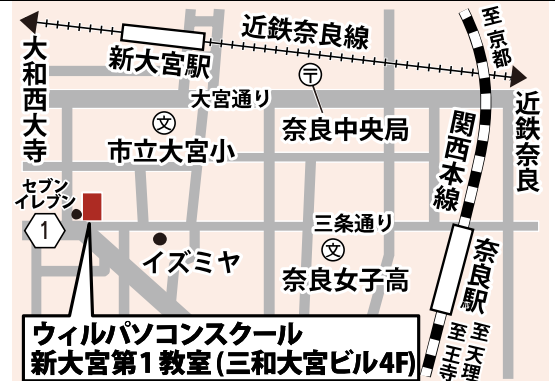 至京都
近鉄奈良線
新大宮駅
大和西大寺
近鉄奈良
大宮通り
〒
奈良中央局
関西本線
文
市立大宮小
セブン
イレブン
1
三条通り
文
奈良女子高
イズミヤ
奈良駅
至天理
至王寺
ウィルパソコンスクール
新大宮第1教室(三和大宮ビル4F)